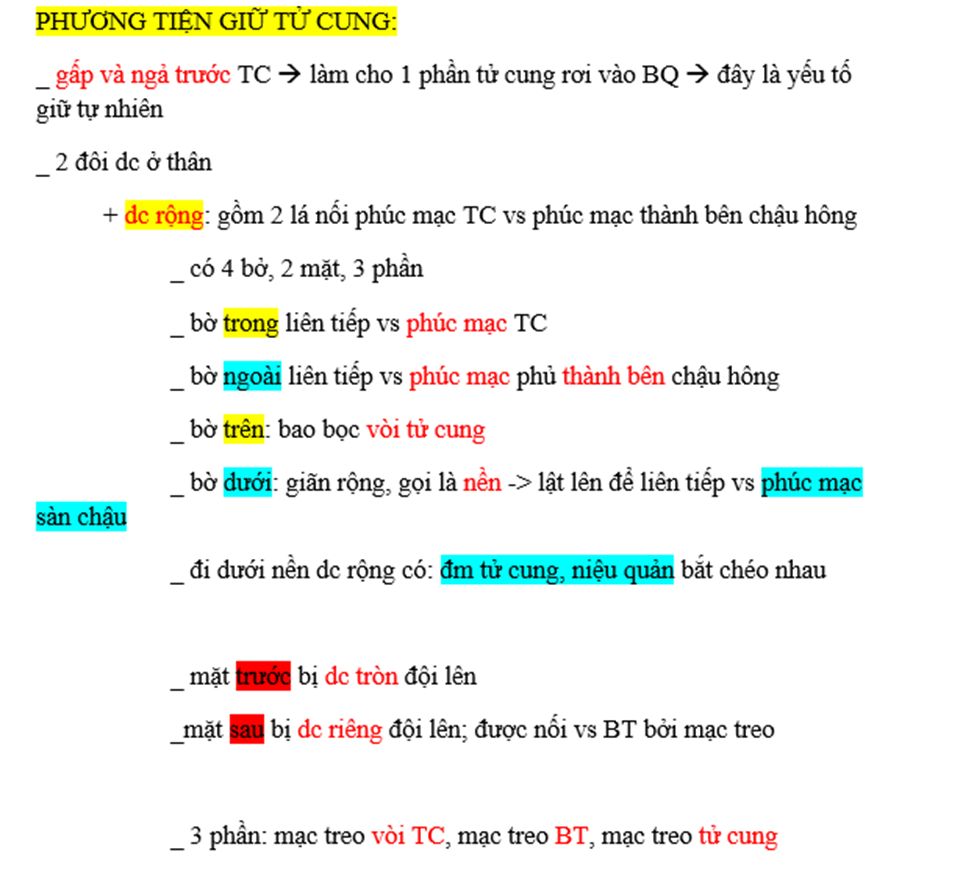 PHƯƠNG TIỆN GIỮ TỬ CUNG:
_ gấp và ngả trước TC → làm cho 1 phần tử cung rơi vào BQ → đây là yếu tố
giữ tự nhiên
_ 2 đôi dc ở thân
+ dc rộng: gồm 2 lá nối phúc mạc TC vs phúc mạc thành bên chậu hông
_ có 4 bờ, 2 mặt, 3 phần
_ bờ trong liên tiếp vs phúc mạc TC
_ bờ ngoài liên tiếp vs phúc mạc phủ thành bên chậu hông
_ bờ trên: bao bọc vòi tử cung
_ bờ dưới: giãn rộng, gọi là nền -> lật lên để liên tiếp vs phúc mạc
sàn chậu
_ đi dưới nền dc rộng có: đm tử cung, niệu quản bắt chéo nhau
_ mặt trước bị dc tròn đội lên
_mặt sau bị dc riêng đội lên; được nối vs BT bởi mạc treo
_ 3 phần: mạc treo vòi TC, mạc treo BT, mạc treo tử cung